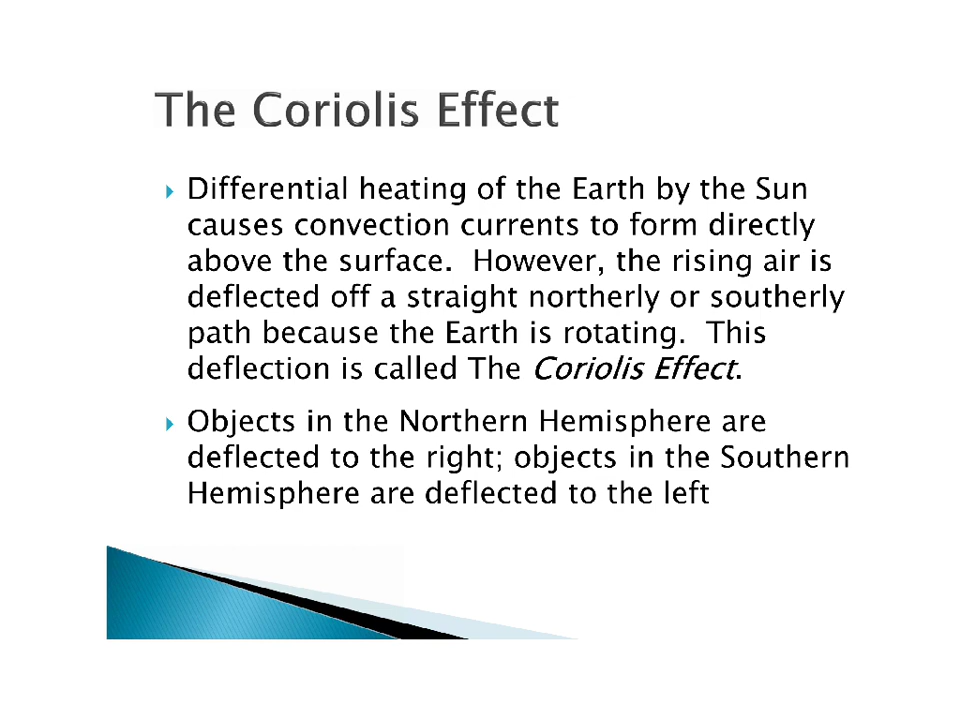 The Coriolis Effect
Differential heating of the Earth by the Sun
causes convection currents to form directly
above the surface.  However, the rising air is
deflected off a straight northerly or southerly
path because the Earth is rotating.  This
deflection is called The Coriolis Effect.
Objects in the Northern Hemisphere are
deflected to the right; objects in the Southern
Hemisphere are deflected to the left